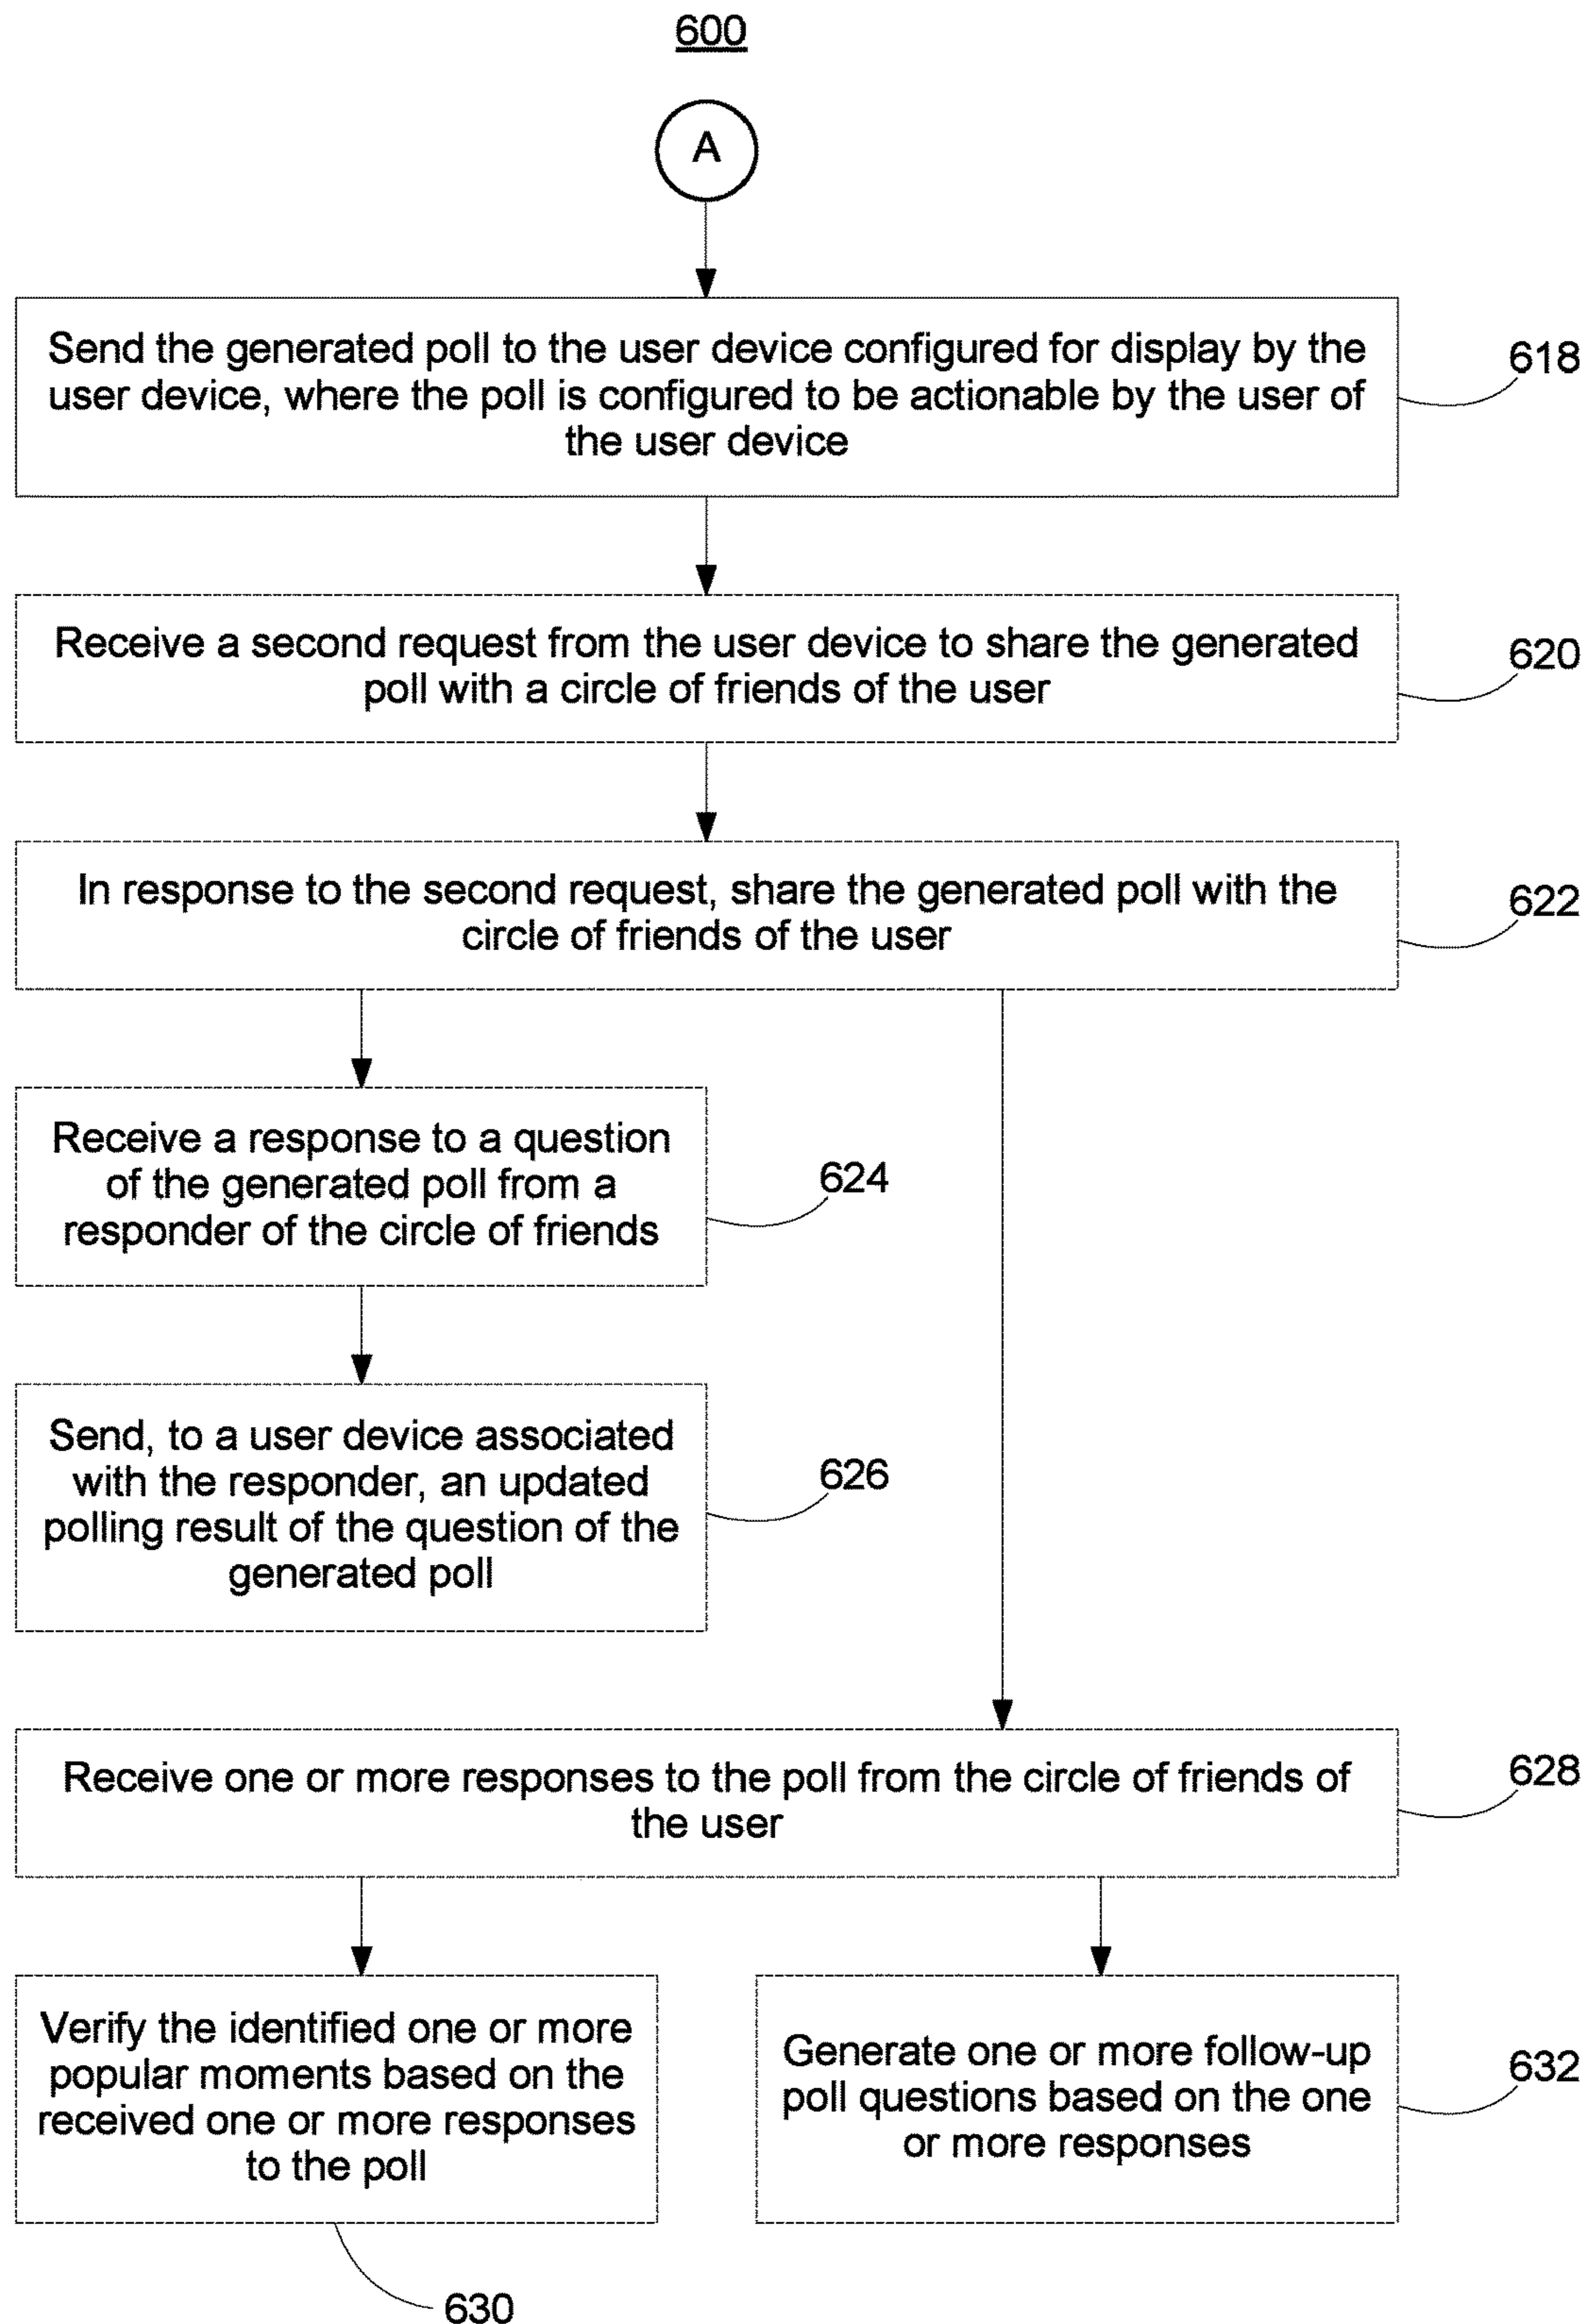 600
A
Send the generated poll to the user device configured for display by the
user device, where the poll is configured to be actionable by the user of
the user device
618
Receive a second request from the user device to share the generated
poll with a circle of friends of the user
620
In response to the second request, share the generated poll with the
circle of friends of the user
622
Receive a response to a question
of the generated poll from a
responder of the circle of friends
624
Send, to a user device associated
with the responder, an updated
polling result of the question of the
generated poll
626
Receive one or more responses to the poll from the circle of friends of
the user
628
Verify the identified one or more
popular moments based on the
received one or more responses
to the poll
630
Generate one or more follow-up
poll questions based on the one
or more responses
632